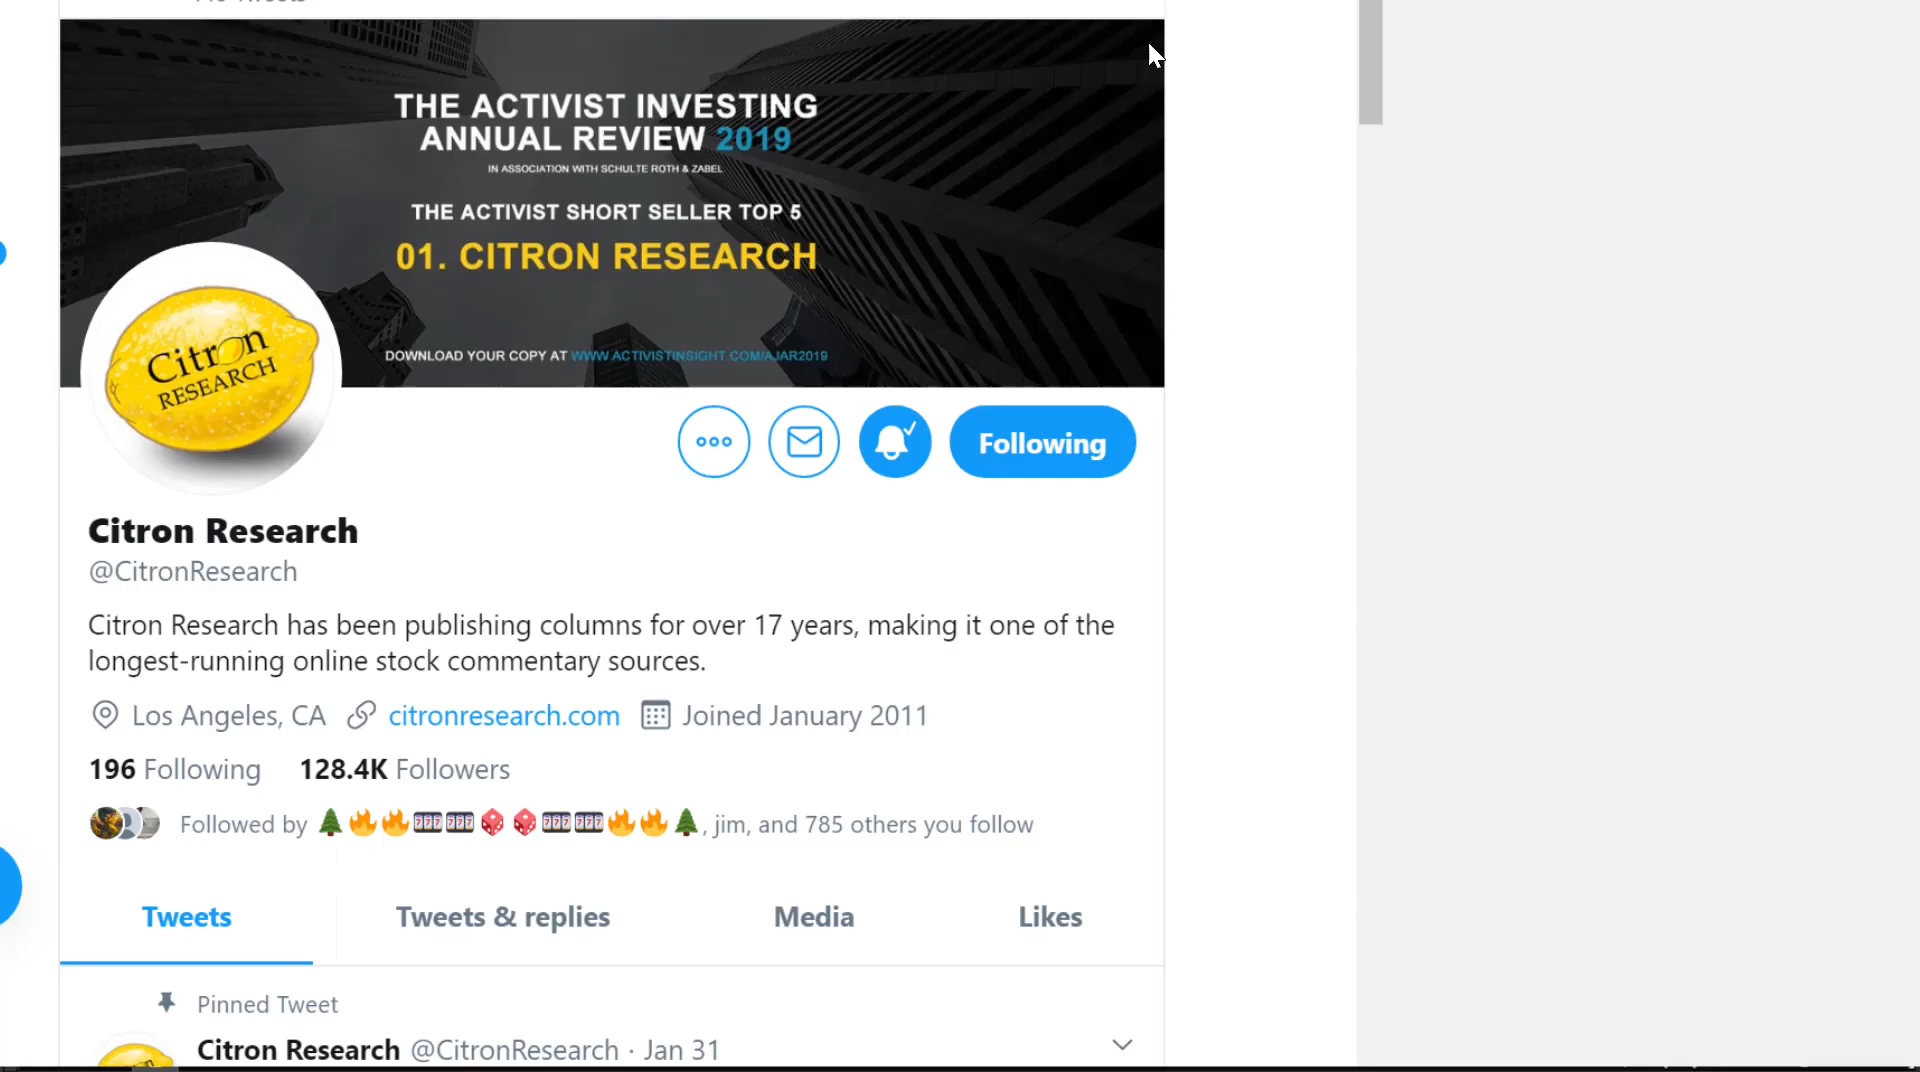 THE ACTIVIST INVESTING
ANNUAL REVIEW 2019
IN ASSOCIATION WITH SCHULTE ROTH & ZABEL
THE ACTIVIST SHORT SELLER TOP 5
01. CITRON RESEARCH
DOWNLOAD YOUR COPY AT WWW.ACTIVISTINSIGHT.COM/AJAR2019
Citron
RESEARCH
Following
Citron Research
@CitronResearch
Citron Research has been publishing columns for over 17 years, making it one of the
longest-running online stock commentary sources.
Los Angeles, CA citronresearch.com Joined January 2011
196 Following 128.4K Followers
Followed by 🌲🔥🔥🎰🎰🎲🎲🎰🎰🔥🔥🌲, jim, and 785 others you follow
Tweets Tweets & replies Media Likes
Pinned Tweet
Citron Research @CitronResearch · Jan 31